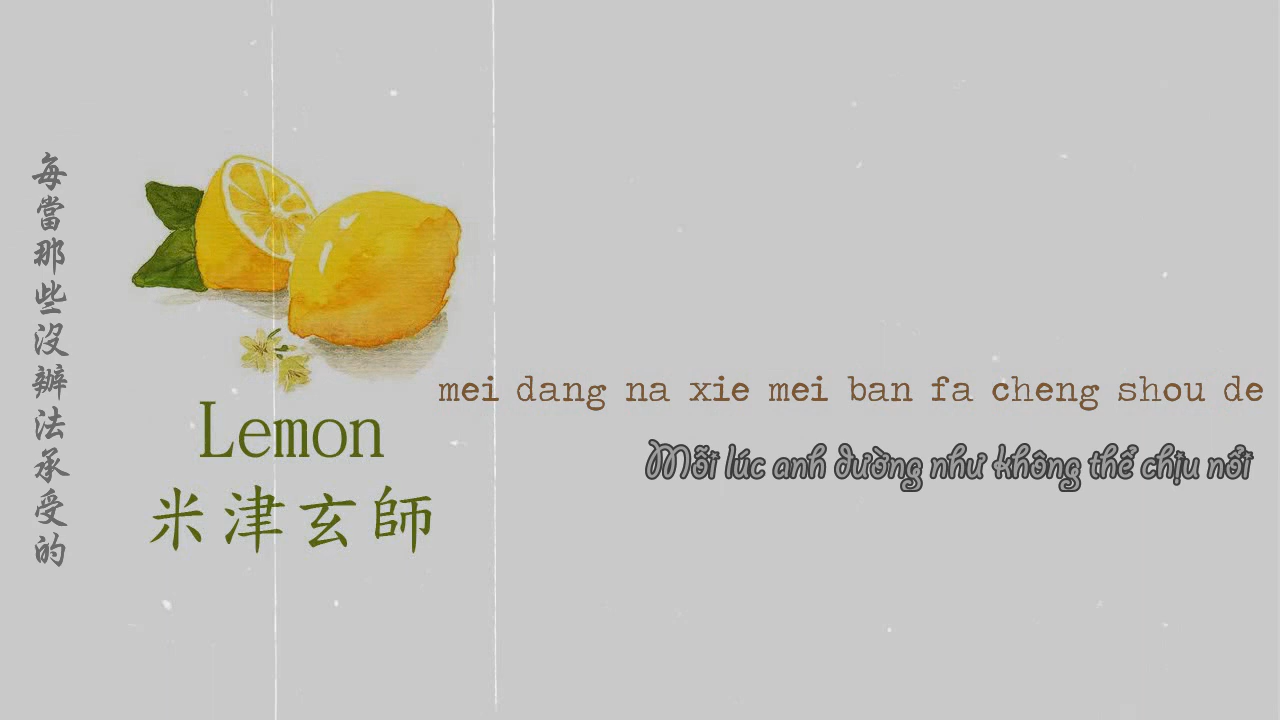 每當那些沒辦法承受的
Lemon
米津玄師
mei dang na xie mei ban fa cheng shou de
Mỗi lúc anh dường như không thể chịu nổi